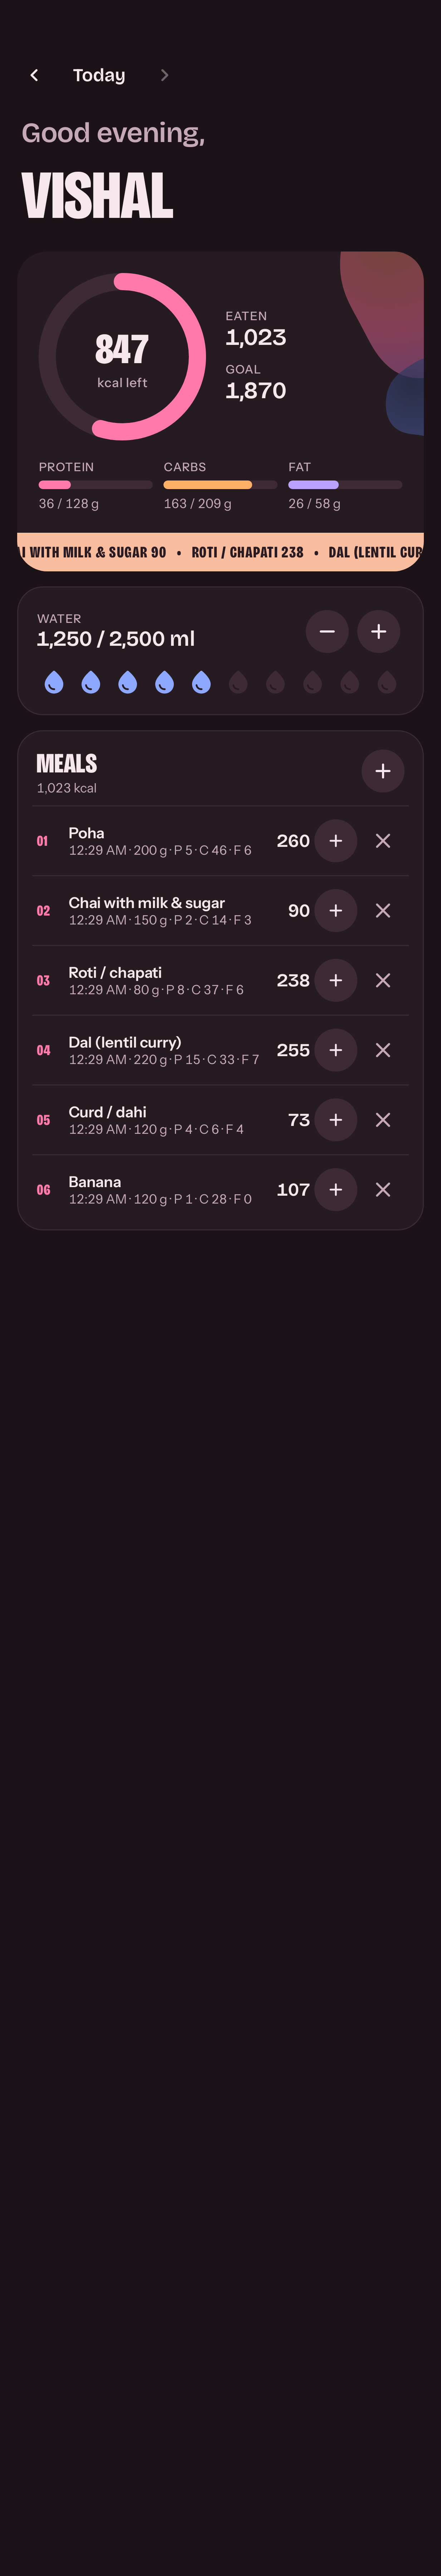 Today
Good evening,
VISHAL
847
kcal left
EATEN
1,023
GOAL
1,870
PROTEIN
36 / 128 g
CARBS
163 / 209 g
FAT
26 / 58 g
WITH MILK & SUGAR 90 • ROTI / CHAPATI 238 • DAL (LENTIL
WATER
1,250 / 2,500 ml
MEALS
1,023 kcal
01
Poha
12:29 AM · 200 g · P 5 · C 46 · F 6
260
02
Chai with milk & sugar
12:29 AM · 150 g · P 2 · C 14 · F 3
90
03
Roti / chapati
12:29 AM · 80 g · P 8 · C 37 · F 6
238
04
Dal (lentil curry)
12:29 AM · 220 g · P 15 · C 33 · F 7
255
05
Curd / dahi
12:29 AM · 120 g · P 4 · C 6 · F 4
73
06
Banana
12:29 AM · 120 g · P 1 · C 28 · F 0
107